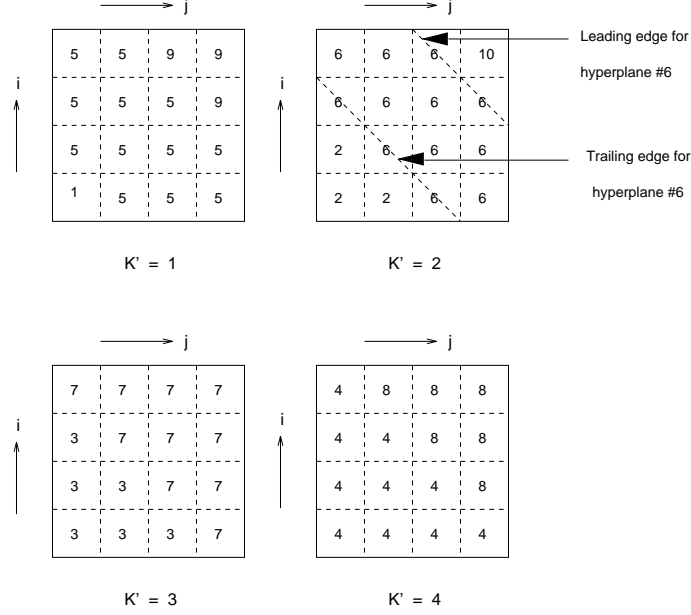 j
j
i
i
5 5 9 9
5 5 5 9
5 5 5 5
1 5 5 5
6 6 6 10
6 6 6 6
2 6 6 6
2 2 6 6
Leading edge for
hyperplane #6
Trailing edge for
hyperplane #6
K' = 1
K' = 2
j
j
i
i
7 7 7 7
3 7 7 7
3 3 7 7
3 3 3 7
4 8 8 8
4 4 8 8
4 4 4 8
4 4 4 4
K' = 3
K' = 4